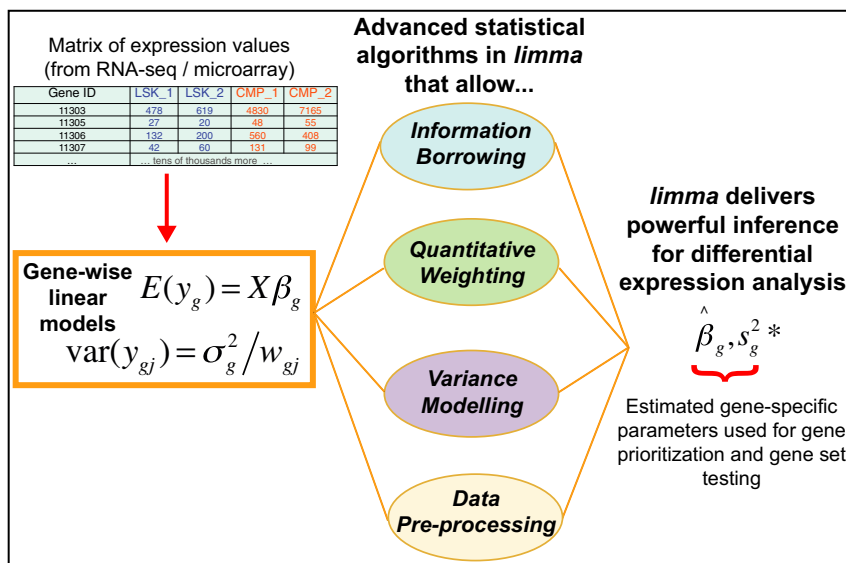 Matrix of expression values
(from RNA-seq / microarray)
Gene ID LSK_1 LSK_2 CMP_1 CMP_2
11303 478 619 4830 7165
11305 27 20 48 55
11306 132 200 560 408
11307 42 60 131 99
... ... tens of thousands more ...
Gene-wise
linear
models
E(y_g) = Xβ_g
var(y_gj) = σ_g^2/w_gj
Advanced statistical
algorithms in limma
that allow...
Information
Borrowing
Quantitative
Weighting
Variance
Modelling
Data
Pre-processing
limma delivers
powerful inference
for differential
expression analysis
β̂_g, s_g^2 *
Estimated gene-specific
parameters used for gene
prioritization and gene set
testing